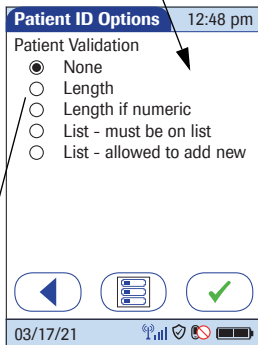 Patient ID Options 12:48 pm
Patient Validation
None
Length
Length if numeric
List - must be on list
List - allowed to add new
03/17/21